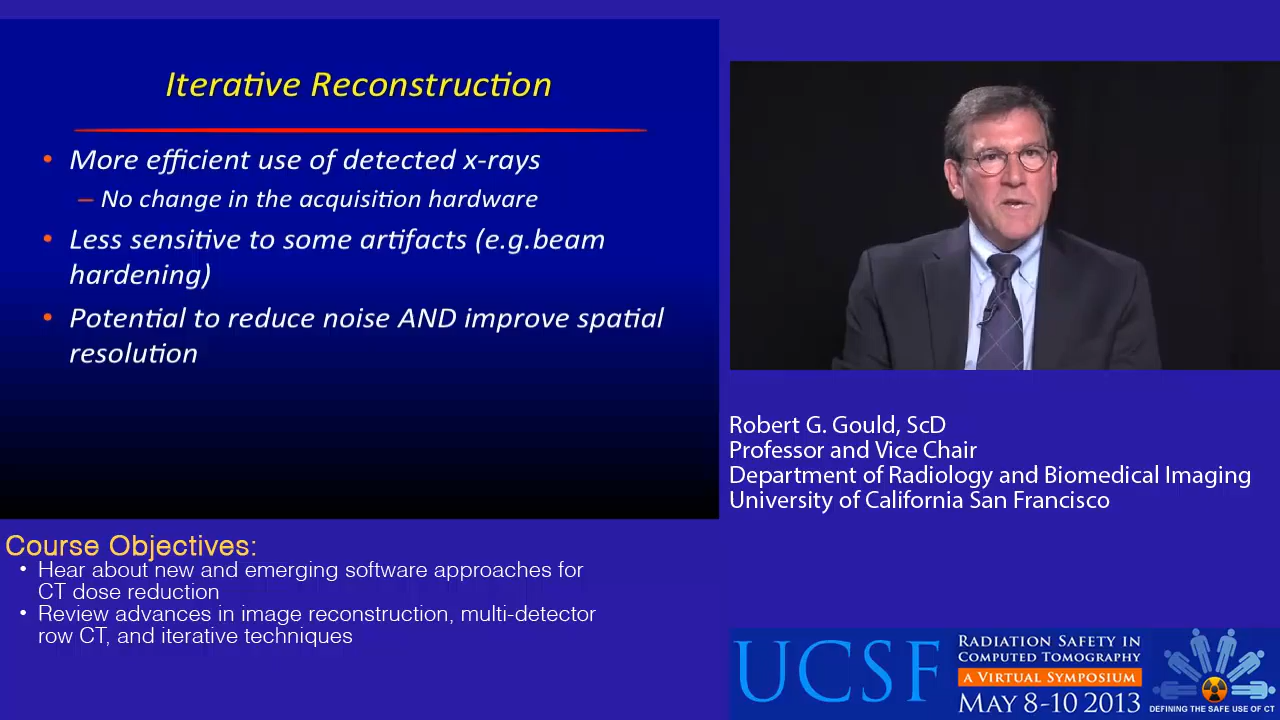 Iterative Reconstruction
• More efficient use of detected x-rays
– No change in the acquisition hardware
• Less sensitive to some artifacts (e.g.beam
hardening)
• Potential to reduce noise AND improve spatial
resolution
Robert G. Gould, ScD
Professor and Vice Chair
Department of Radiology and Biomedical Imaging
University of California San Francisco
Course Objectives:
• Hear about new and emerging software approaches for
CT dose reduction
• Review advances in image reconstruction, multi-detector
row CT, and iterative techniques
UCSF
Radiation Safety in
Computed Tomography
a Virtual Symposium
May 8-10 2013
DEFINING THE SAFE USE OF CT